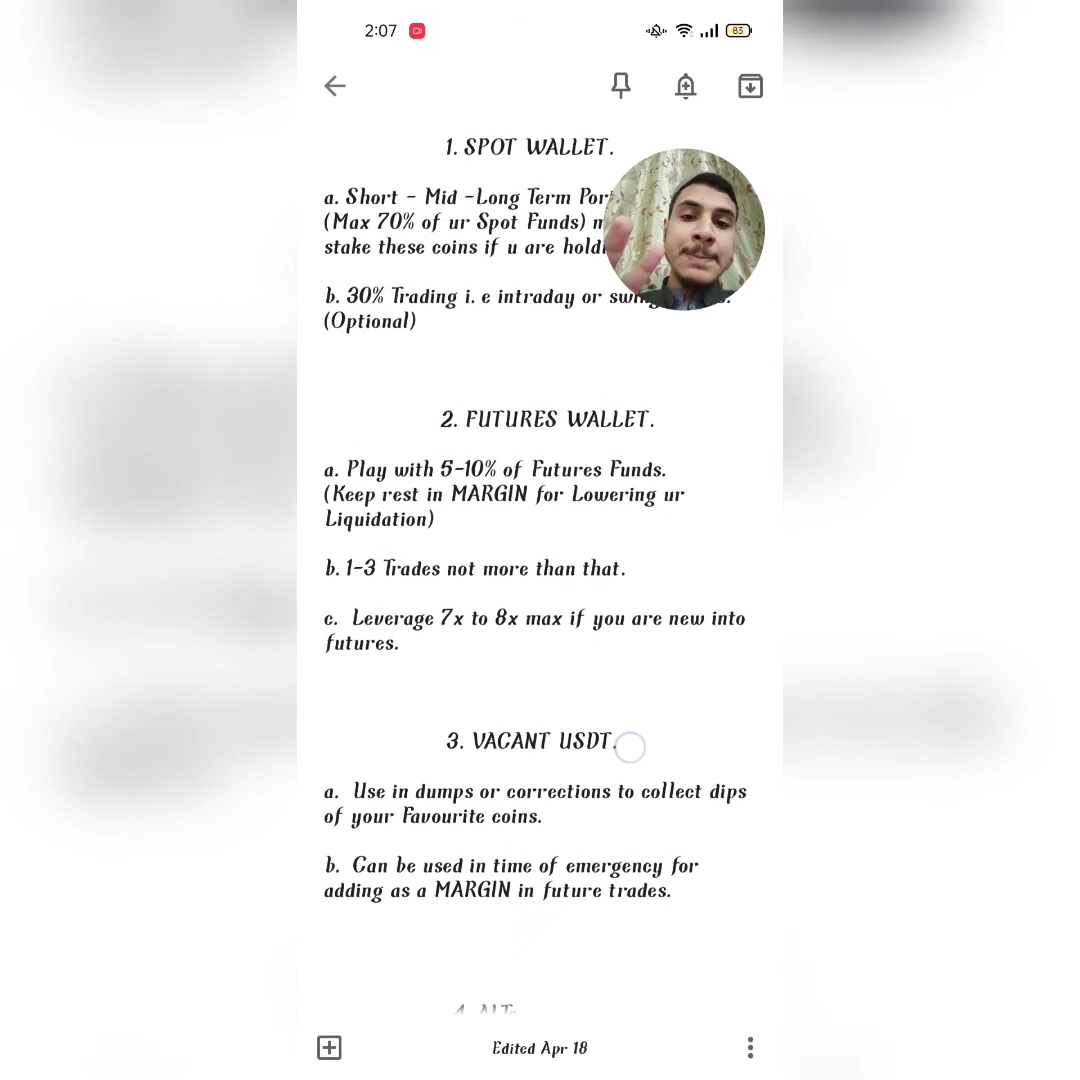 2:07
83
1. SPOT WALLET.
a. Short - Mid -Long Term
(Max 70% of ur Spot Funds)
stake these coins if u are
b. 30% Trading i. e intraday or
(Optional)
2. FUTURES WALLET.
a. Play with 5-10% of Futures Funds.
(Keep rest in MARGIN for Lowering ur
Liquidation)
b. 1-3 Trades not more than that.
c. Leverage 7x to 8x max if you are new into
futures.
3. VACANT USDT.
a. Use in dumps or corrections to collect dips
of your Favourite coins.
b. Can be used in time of emergency for
adding as a MARGIN in future trades.
Edited Apr 18